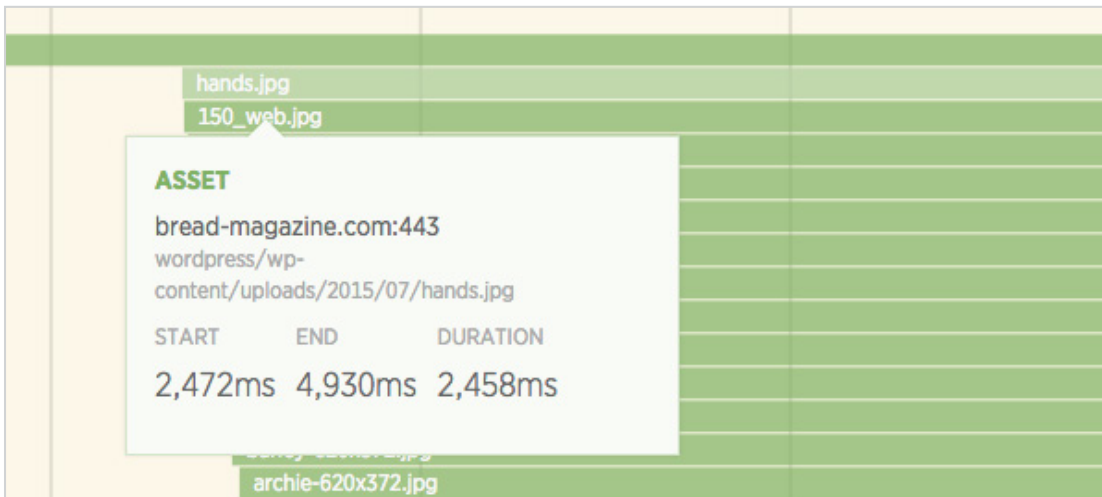 hands.jpg
150_web.jpg
ASSET
bread-magazine.com:443
wordpress/wp-
content/uploads/2015/07/hands.jpg
START END DURATION
2,472ms 4,930ms 2,458ms
archie-620x372.jpg